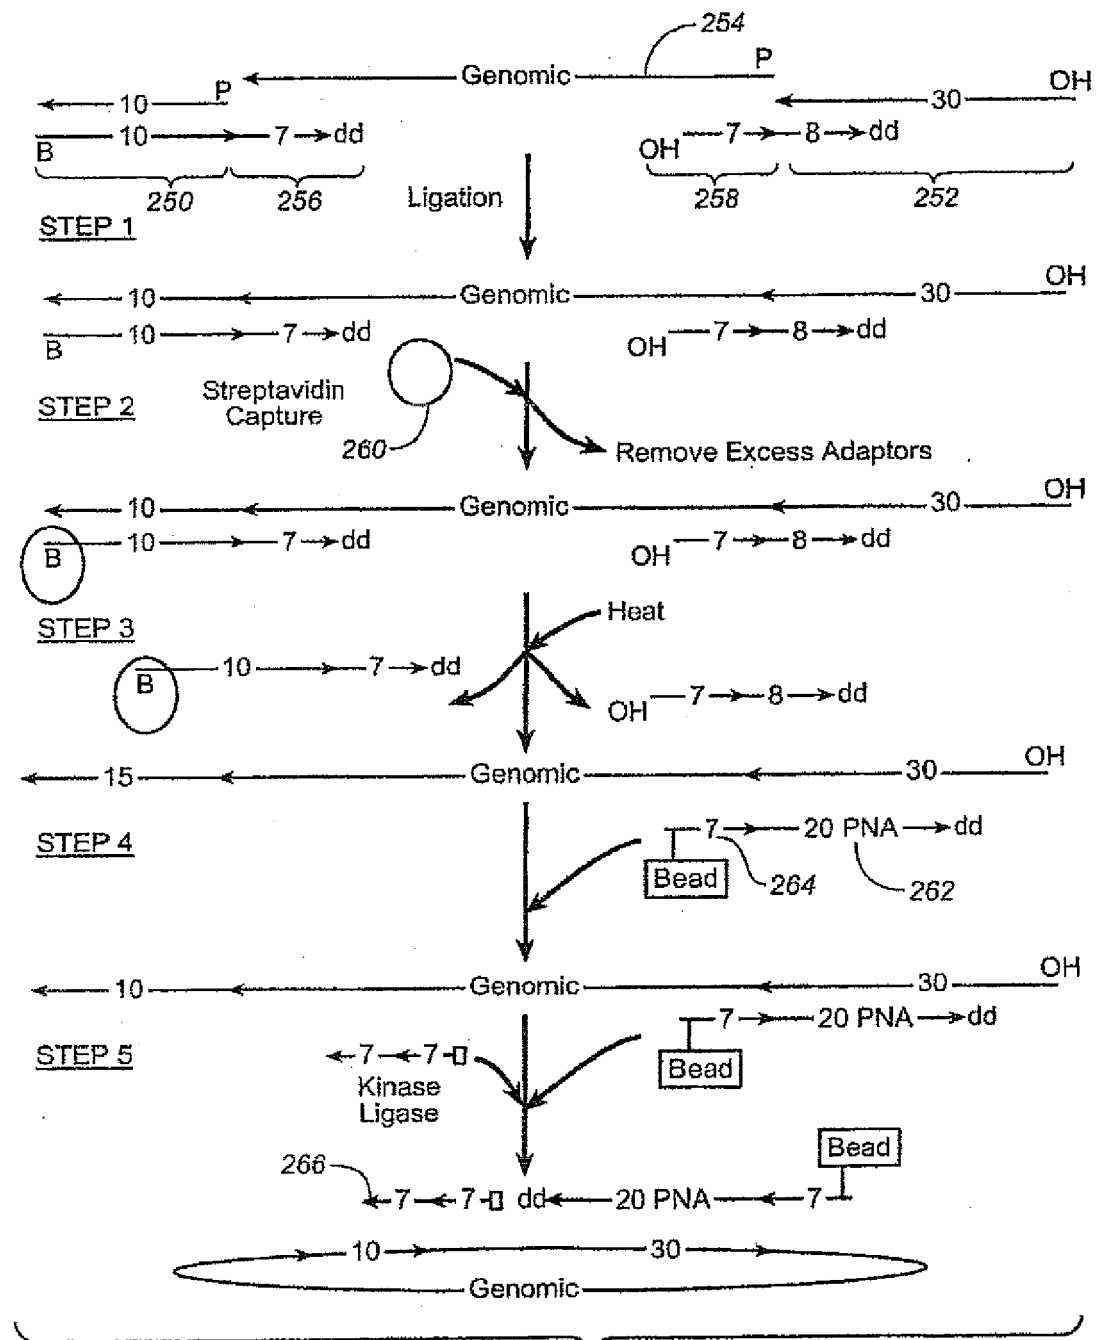 254
P
Genomic
P
OH
10
30
B 10 7 dd
OH 7 8 dd
250 256 258 252
Ligation
STEP 1
OH
10 Genomic 30
B 10 7 dd
OH 7 8 dd
Streptavidin
Capture
STEP 2
260
Remove Excess Adaptors
OH
10 Genomic 30
B 10 7 dd
OH 7 8 dd
Heat
STEP 3
B 10 7 dd
OH 7 8 dd
OH
15 Genomic 30
STEP 4
7 20 PNA dd
Bead
264 262
OH
10 Genomic 30
7 20 PNA dd
Bead
STEP 5
7 7
Kinase
Ligase
Bead
266
7 7 dd 20 PNA 7
10 30
Genomic